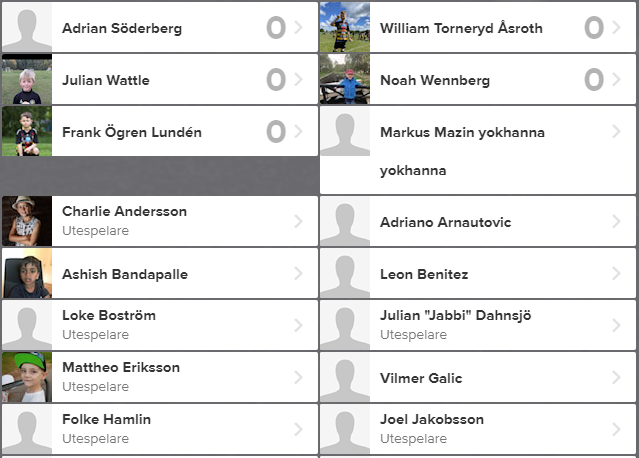 Adrian Söderberg 0
William Torneryd Åsroth 0
Julian Wattle 0
Noah Wennberg 0
Frank Ögren Lundén 0
Markus Mazin yokhanna
yokhanna
Charlie Andersson
Utespelare
Adriano Arnautovic
Ashish Bandapalle
Leon Benitez
Loke Boström
Utespelare
Julian "Jabbi" Dahnsjö
Utespelare
Mattheo Eriksson
Utespelare
Vilmer Galic
Folke Hamlin
Utespelare
Joel Jakobsson
Utespelare